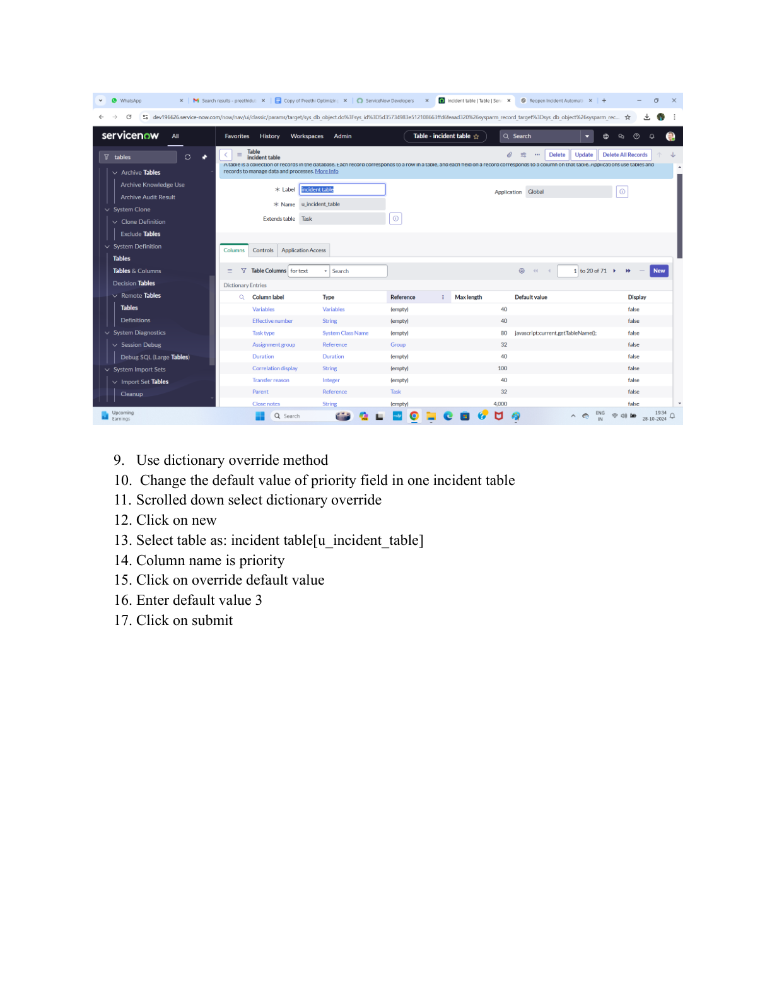 WhatsApp
Search results - preethidul
Copy of Preethi Optimizing
ServiceNow Developers
incident table | Table | Serv
Reopen Incident Automat
dev196626.service-now.com/now/nav/ui/classic/params/target/sys_db_object.do%3Fsys_id%3D5d35734983e512108663ffd6feaad320%26sysparm_record_target%3Dsys_db_object%26sysparm_rec...
servicenow All Favorites History Workspaces Admin Table - incident table Search
tables
Table
incident table
Delete Update Delete All Records
A table is a collection of records in the database. Each record corresponds to a row in a table, and each field on a record corresponds to a column on that table. Applications use tables and
records to manage data and processes. More Info
Archive Tables
Archive Knowledge Use
Archive Audit Result
System Clone
Clone Definition
Exclude Tables
System Definition
Tables
Tables & Columns
Decision Tables
Remote Tables
Tables
Definitions
System Diagnostics
Session Debug
Debug SQL (Large Tables)
System Import Sets
Import Set Tables
Cleanup
Label incident table
Application Global
Name u_incident_table
Extends table Task
Columns Controls Application Access
Table Columns for text Search 1 to 20 of 71 New
Dictionary Entries
Column label Type Reference Max length Default value Display
Variables Variables (empty) 40 false
Effective number String (empty) 40 false
Task type System Class Name (empty) 80 javascript:current.getTableName(); false
Assignment group Reference Group 32 false
Duration Duration (empty) 40 false
Correlation display String (empty) 100 false
Transfer reason Integer (empty) 40 false
Parent Reference Task 32 false
Close notes String (empty) 4,000 false
Upcoming
Earnings
Search
ENG
IN
19:34
28-10-2024
9. Use dictionary override method
10. Change the default value of priority field in one incident table
11. Scrolled down select dictionary override
12. Click on new
13. Select table as: incident table[u_incident_table]
14. Column name is priority
15. Click on override default value
16. Enter default value 3
17. Click on submit